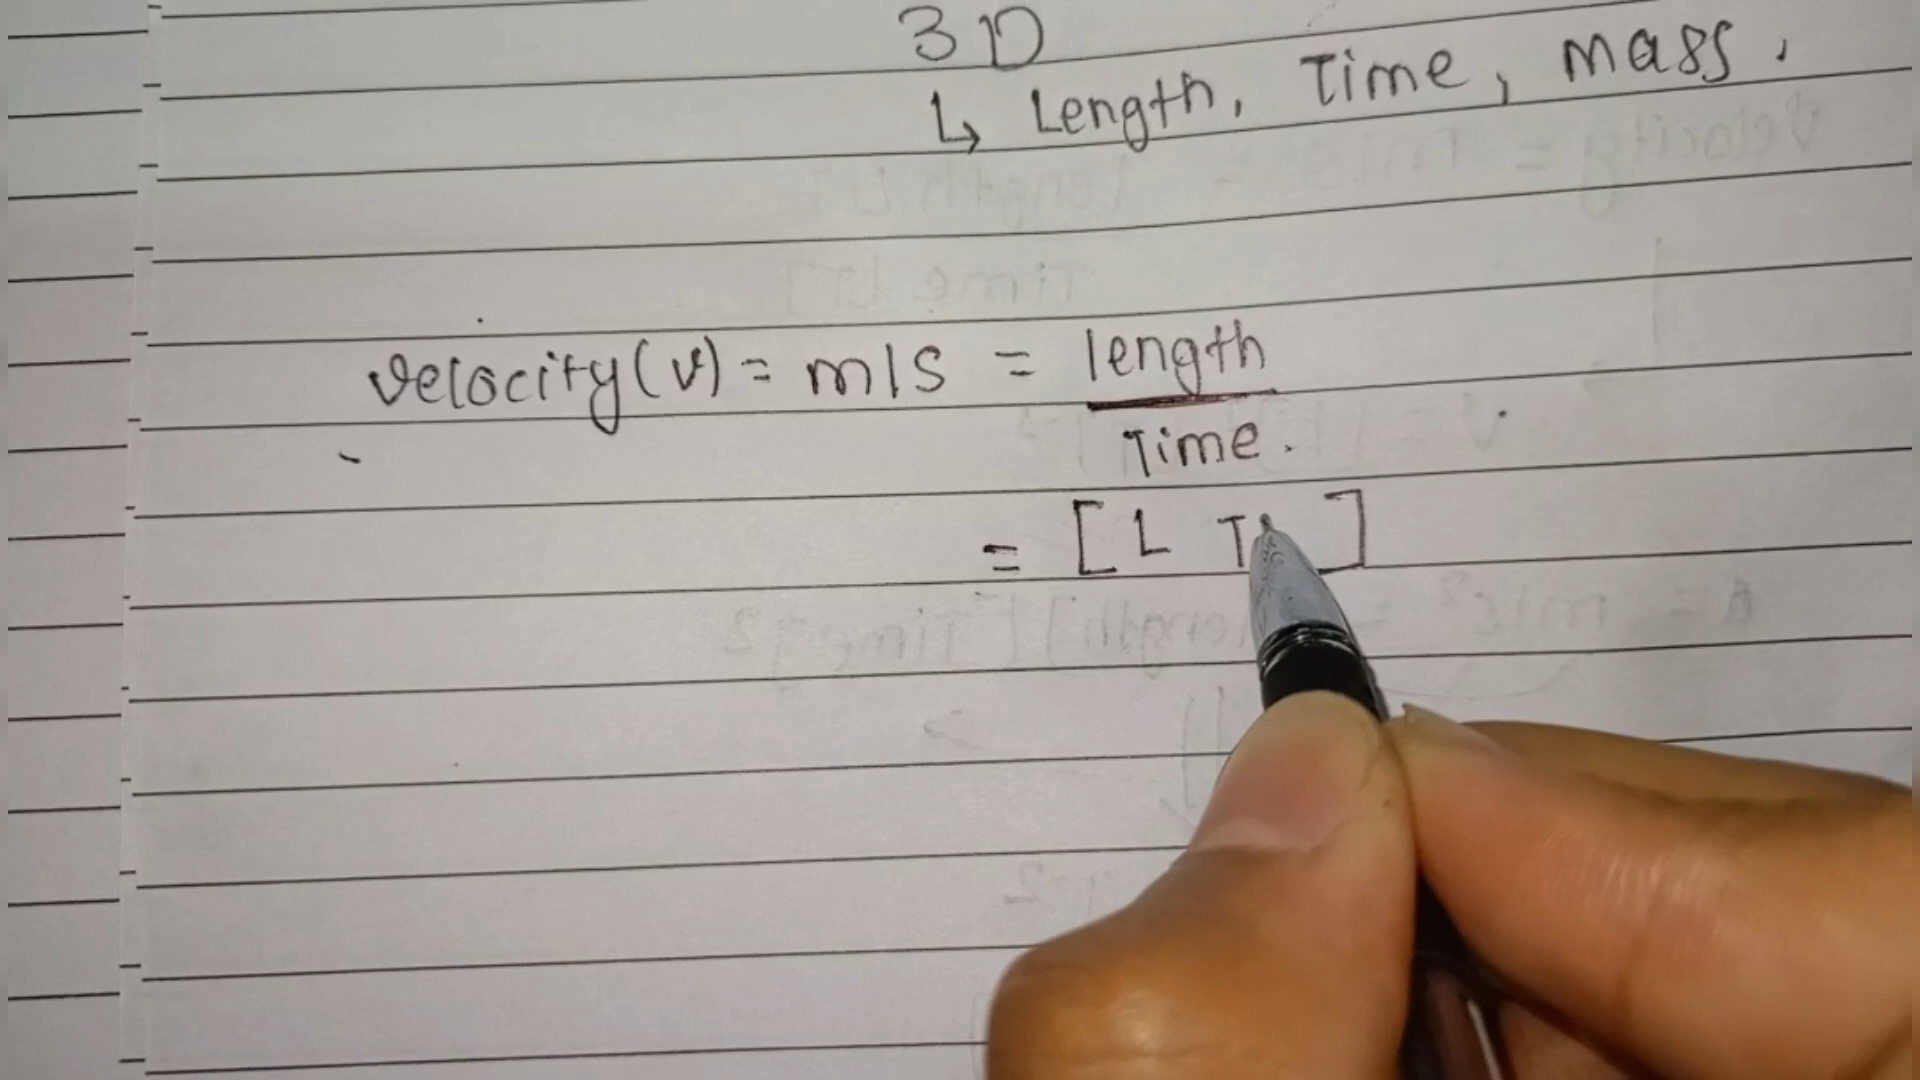 3D
↳ Length, Time, mass.
velocity(v) = m/s = length
Time.
= [ L T ]